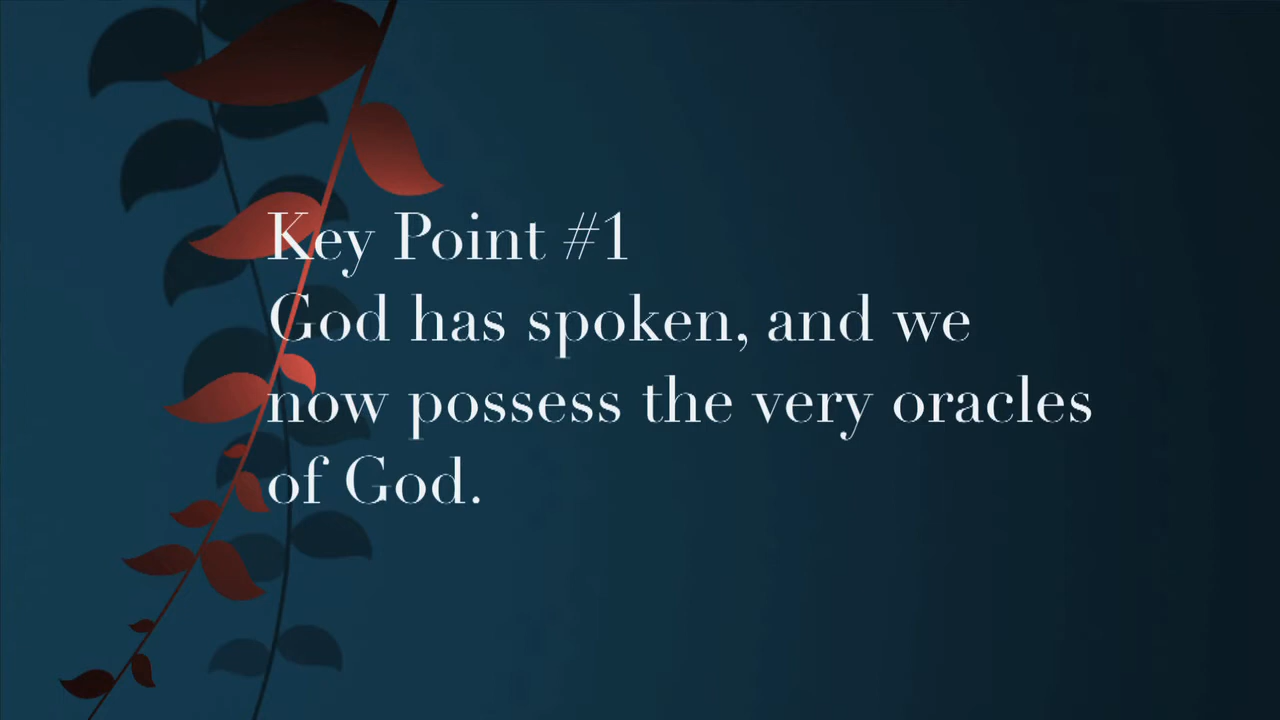 Key Point #1
God has spoken, and we
now possess the very oracles
of God.